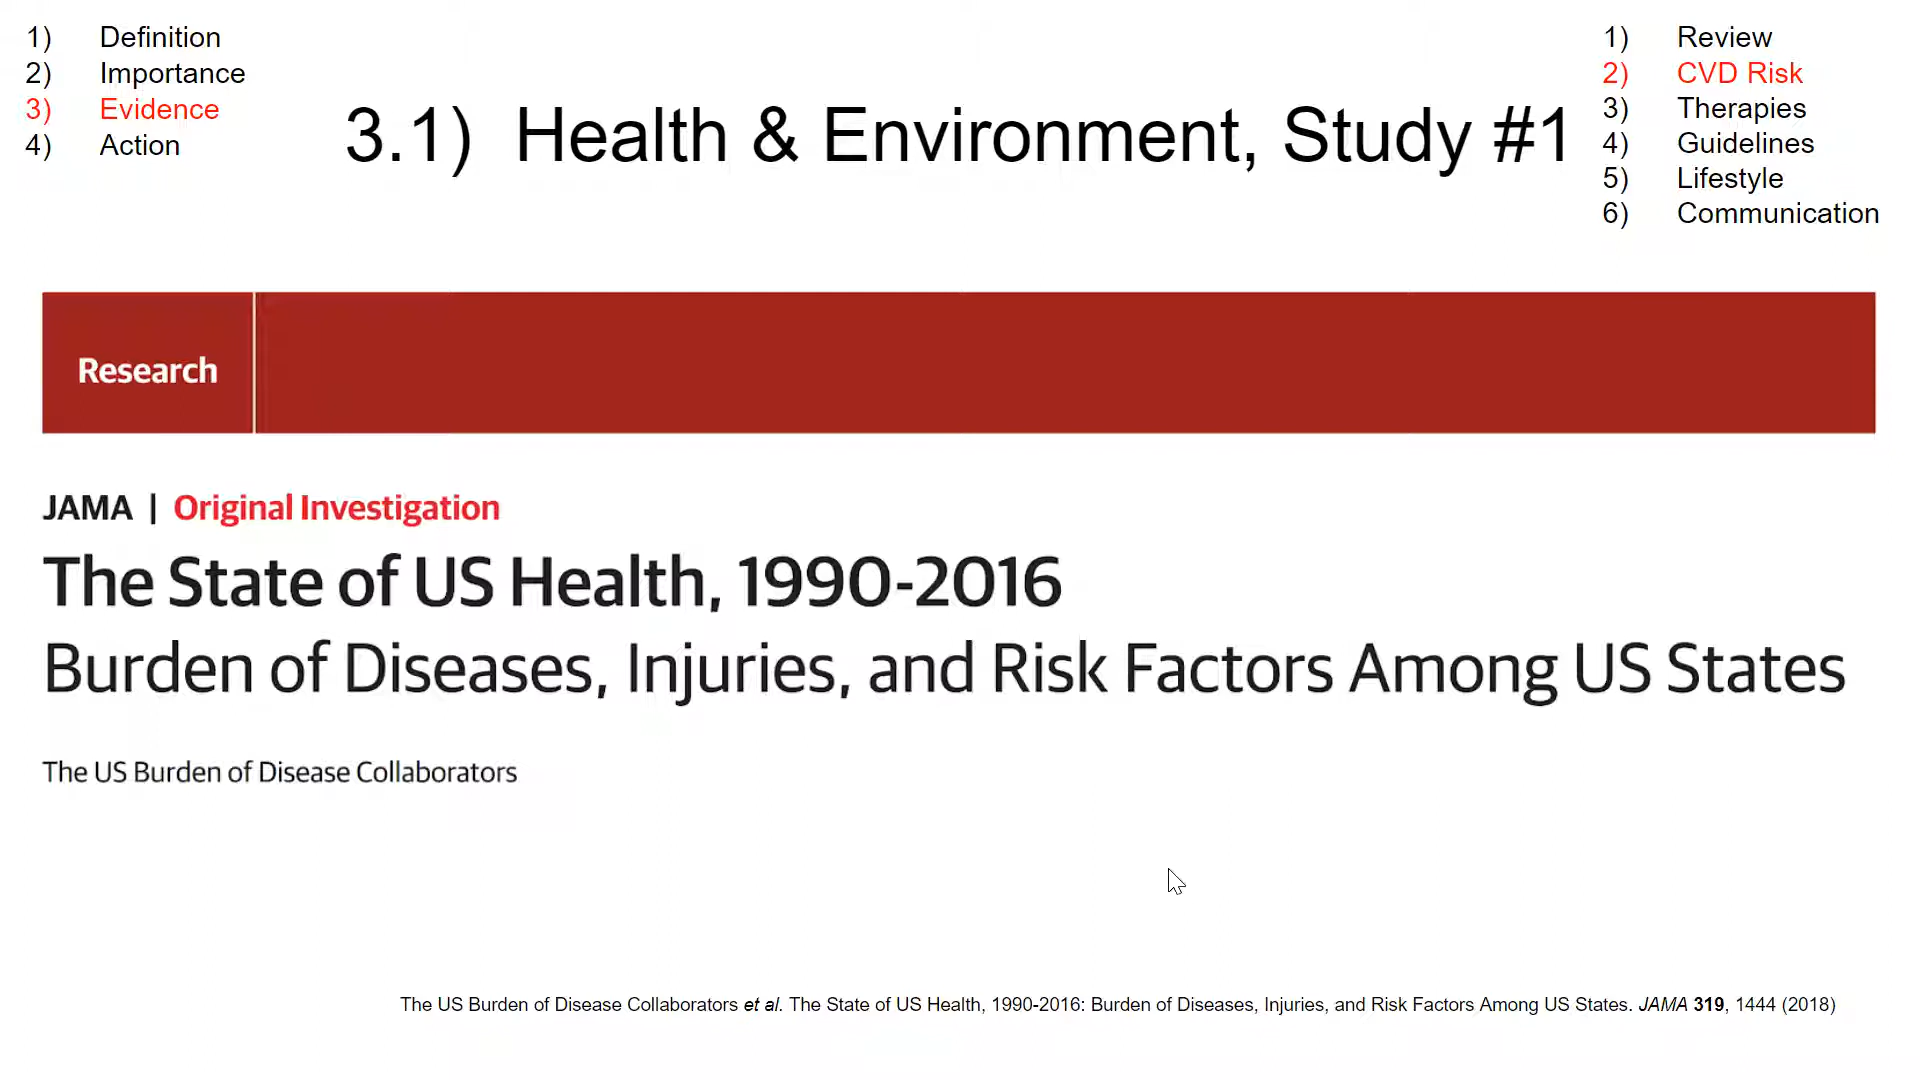 1) Definition
2) Importance
3) Evidence
4) Action
3.1) Health & Environment, Study #1
1) Review
2) CVD Risk
3) Therapies
4) Guidelines
5) Lifestyle
6) Communication
Research
JAMA | Original Investigation
The State of US Health, 1990-2016
Burden of Diseases, Injuries, and Risk Factors Among US States
The US Burden of Disease Collaborators
The US Burden of Disease Collaborators et al. The State of US Health, 1990-2016: Burden of Diseases, Injuries, and Risk Factors Among US States. JAMA 319, 1444 (2018)